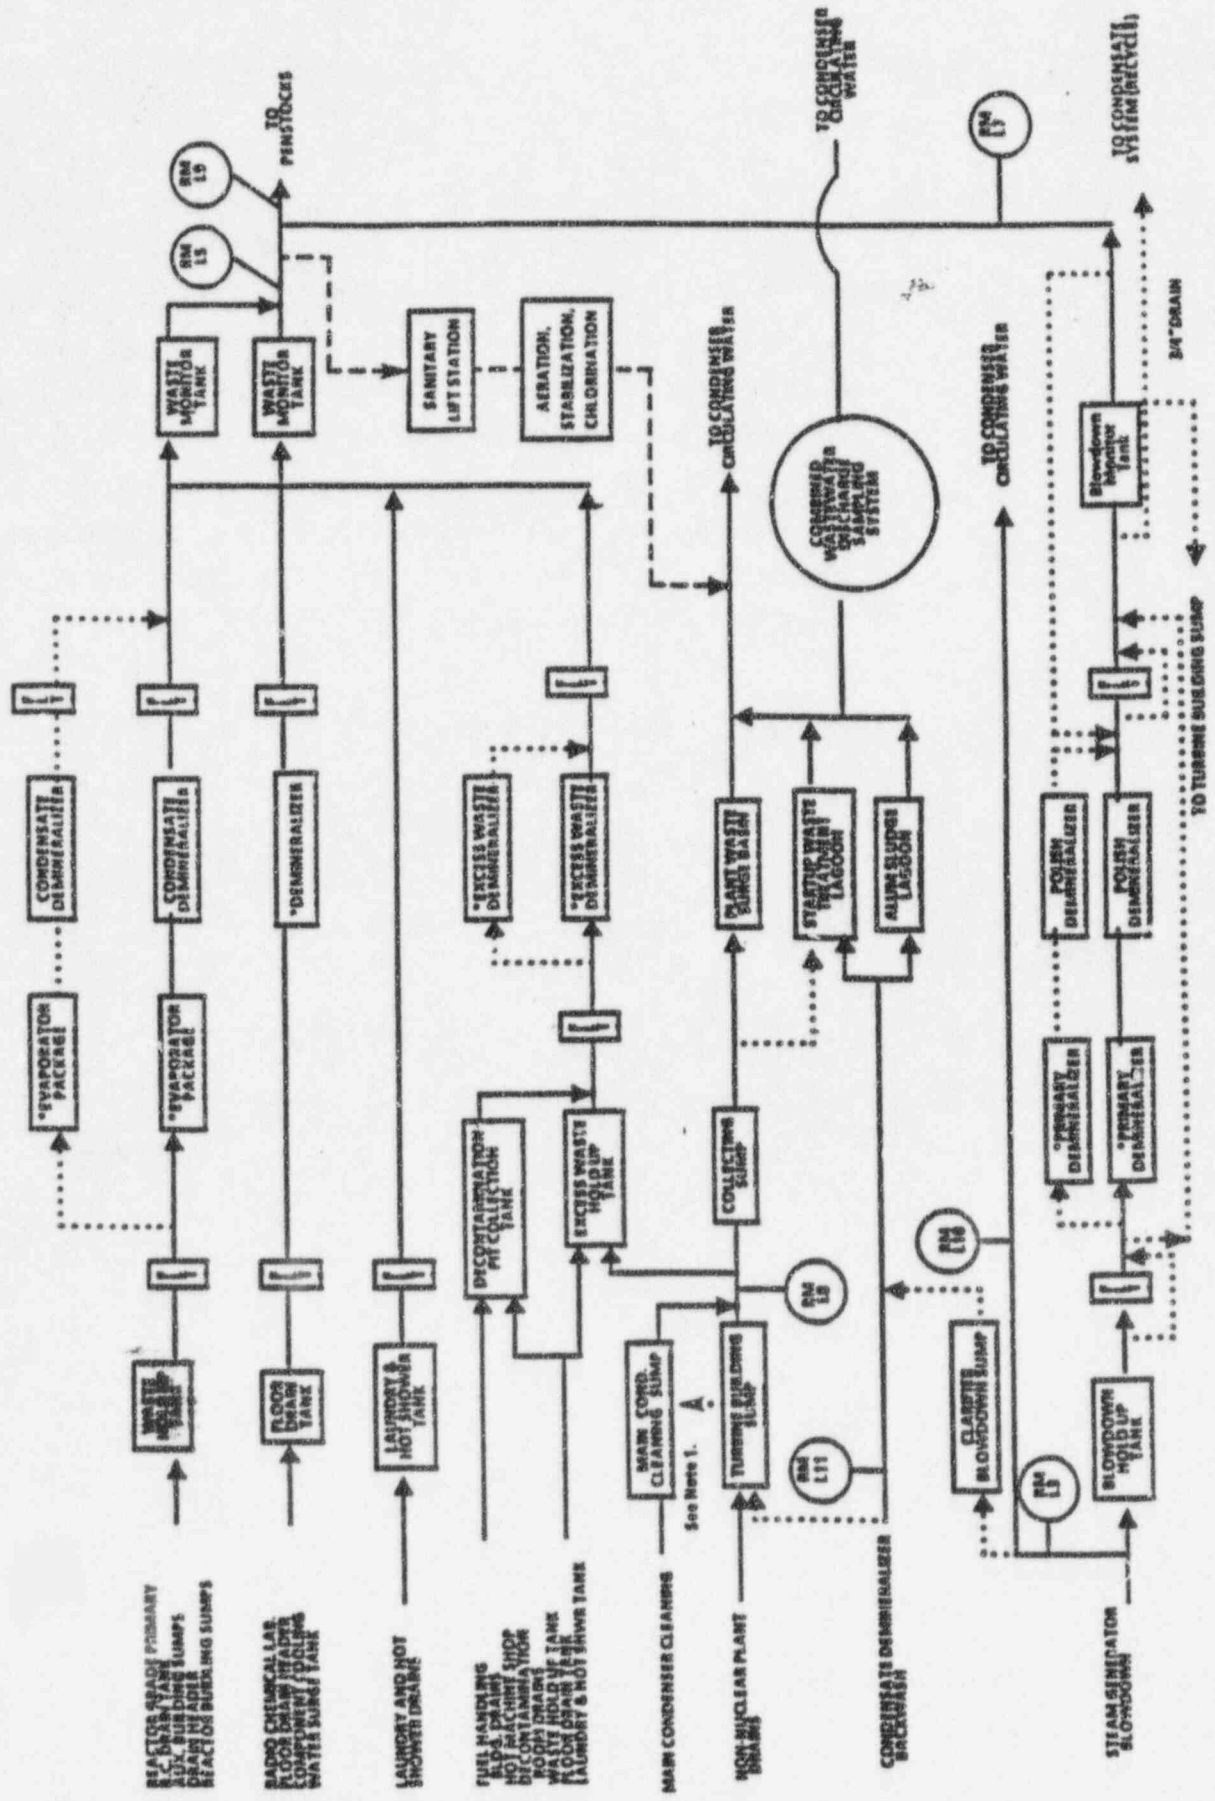 REACTOR GRADE PRIMARY
R.C. DRAIN TANK
AUX. BUILDING SUMPS
DRAIN HEADER
REACTOR BUILDING SUMPS
WASTE
HOLD UP
TANK
*EVAPORATOR
PACKAGE
CONDENSATE
DEMINERALIZER
*EVAPORATOR
PACKAGE
CONDENSATE
DEMINERALIZER
WASTE
MONITOR
TANK
RM
L5
RM
L9
TO
PENSTOCKS
RADIO CHEMICAL LAB.
FLOOR DRAIN HEADER
COMPONENT COOLING
WATER SURGE TANK
FLOOR
DRAIN
TANK
*DEMINERALIZER
WASTE
MONITOR
TANK
LAUNDRY AND HOT
SHOWER DRAINS
LAUNDRY &
HOT SHOWER
TANK
SANITARY
LIFT STATION
AERATION,
STABILIZATION,
CHLORINATION
FUEL HANDLING
BLDG. DRAINS
HOT MACHINE SHOP
DECONTAMINATION
ROOM DRAINS
WASTE HOLD UP TANK
FLOOR DRAIN TANK
LAUNDRY & HOT SHWR TANK
DECONTAMINATION
PIT COLLECTION
TANK
EXCESS WASTE
HOLD UP
TANK
*EXCESS WASTE
DEMINERALIZER
*EXCESS WASTE
DEMINERALIZER
MAIN CONDENSER CLEANING
CLEANING SUMP
See Note 1.
NON-NUCLEAR PLANT
DRAINS
TURBINE BUILDING
SUMP
RM
L8
COLLECTING
SUMP
PLANT WASTE
SURGE BASIN
TO CONDENSER
CIRCULATING WATER
STARTUP WASTE
TREATMENT
LAGOON
ALUM SLUDGE
LAGOON
COMBINED
WASTEWATER
DISCHARGE
SAMPLING
SYSTEM
TO CONDENSER
CIRCULATING
WATER
CONDENSATE DEMINERALIZER
BACKWASH
RM
L11
CLARIFIER
BLOWDOWN SUMP
RM
L10
TO CONDENSER
CIRCULATING WATER
RM
L7
STEAM GENERATOR
BLOWDOWN
RM
L3
BLOWDOWN
HOLD UP
TANK
*PRIMARY
DEMINERALIZER
*PRIMARY
DEMINERALIZER
POLISH
DEMINERALIZER
POLISH
DEMINERALIZER
Blowdown
Monitor
Tank
3/4" DRAIN
TO CONDENSATE
SYSTEM (RECYCLE)
TO TURBINE BUILDING SUMP